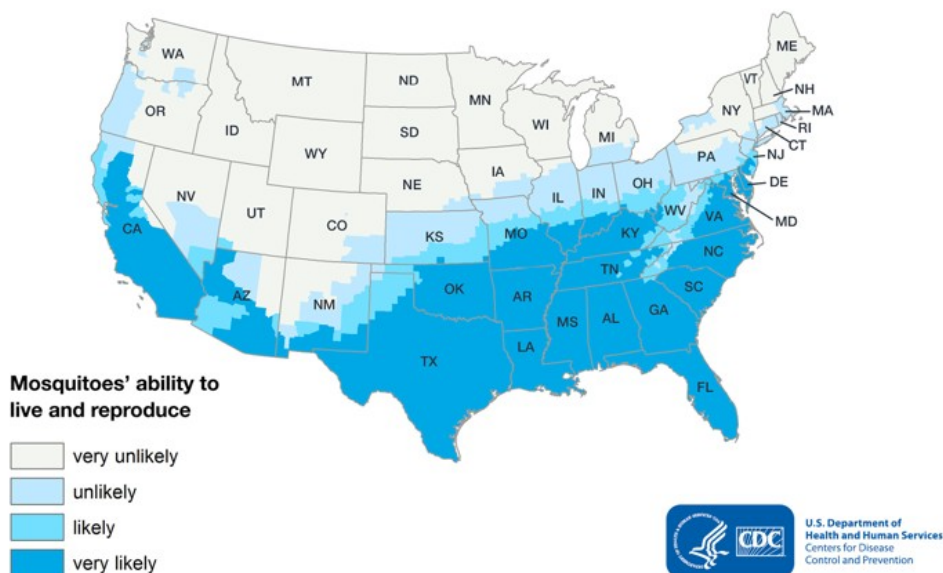 WA
ME
MT
ND
VT
NH
OR
MN
MA
NY
ID
SD
WI
RI
MI
CT
WY
PA
NJ
IA
NE
OH
DE
NV
IL
IN
UT
WV
MD
CO
VA
CA
KS
MO
KY
NC
TN
AZ
OK
NM
AR
SC
MS
AL
GA
LA
TX
FL
Mosquitoes' ability to
live and reproduce
very unlikely
unlikely
likely
very likely
CDC
U.S. Department of
Health and Human Services
Centers for Disease
Control and Prevention